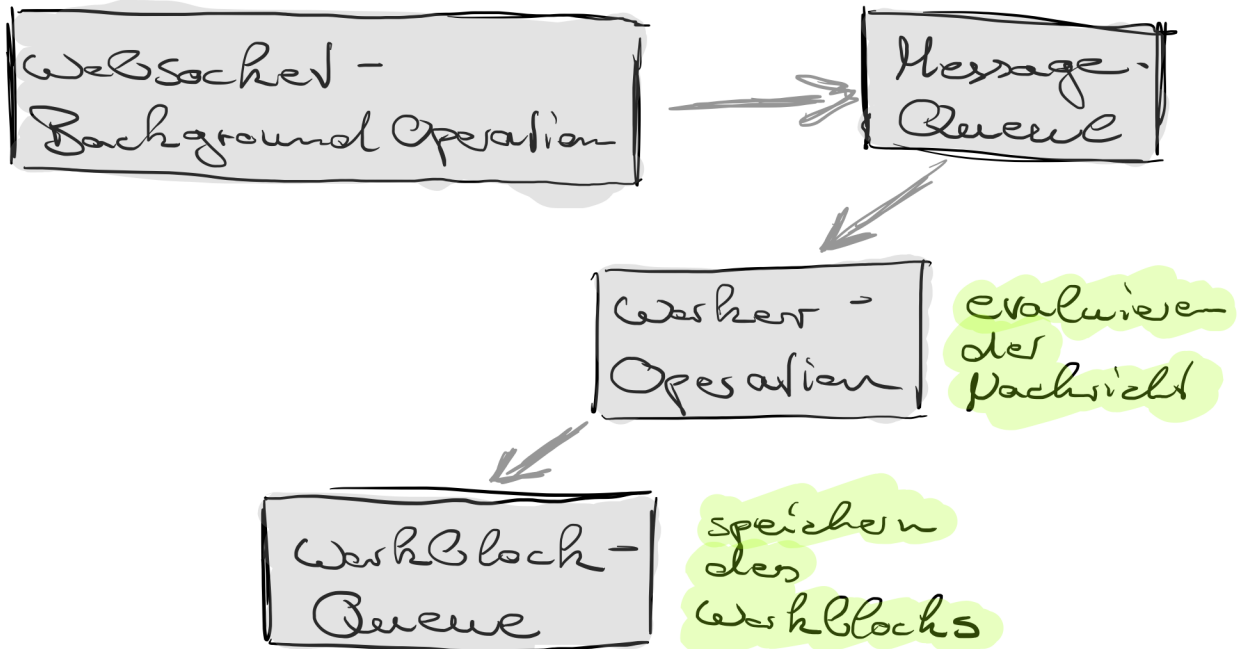 Websocket-
Background Operation
Message-
Queue
Worker-
Operation
evaluieren
der
Nachricht
Workblock-
Queue
speichern
des
Workblocks